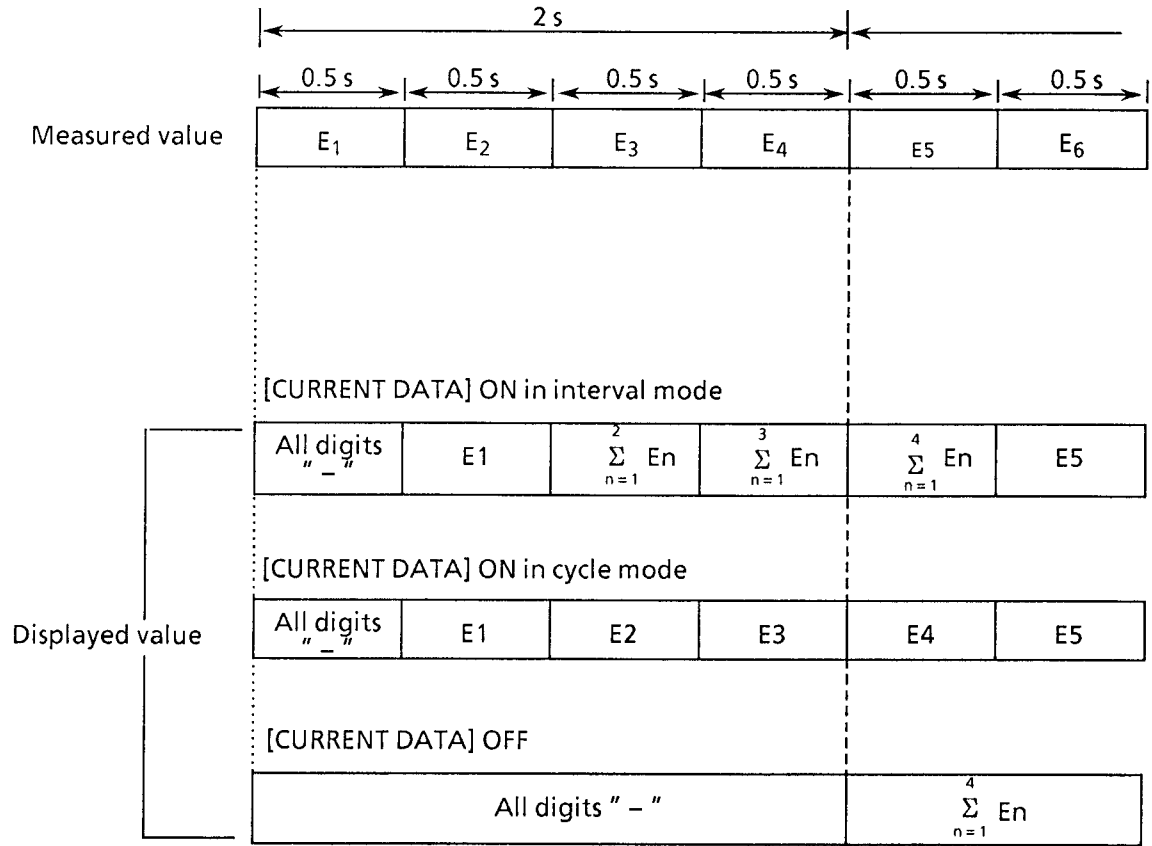 2 s
0.5 s 0.5 s 0.5 s 0.5 s 0.5 s 0.5 s
Measured value E₁ E₂ E₃ E₄ E5 E₆
[CURRENT DATA] ON in interval mode
All digits " – " E1 2 Σ n = 1 En 3 Σ n = 1 En 4 Σ n = 1 En E5
[CURRENT DATA] ON in cycle mode
Displayed value All digits " – " E1 E2 E3 E4 E5
[CURRENT DATA] OFF
All digits " – " 4 Σ n = 1 En